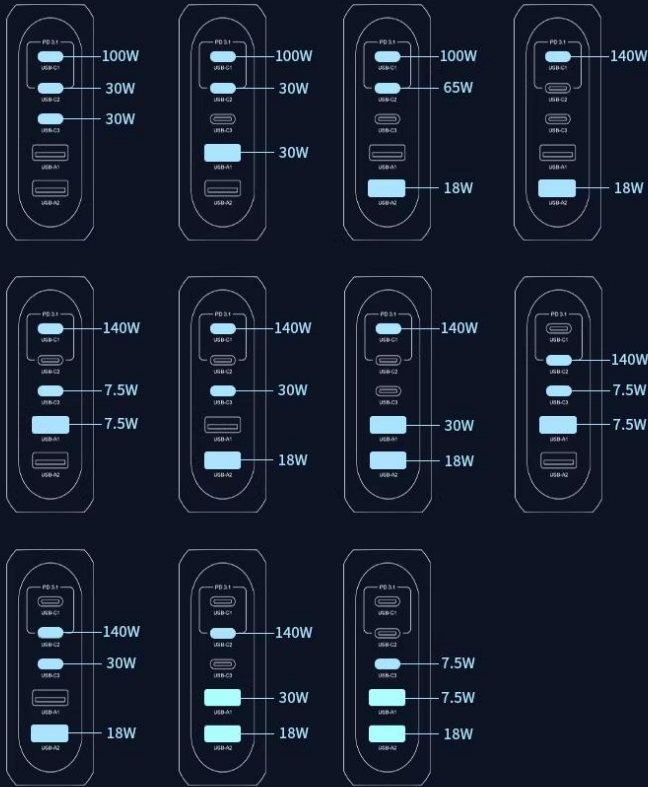 PD 3.1
USB-C1
100W
USB-C2
30W
USB-C3
30W
USB-A1
USB-A2
PD 3.1
USB-C1
100W
USB-C2
30W
USB-C3
USB-A1
30W
USB-A2
PD 3.1
USB-C1
100W
USB-C2
65W
USB-C3
USB-A1
USB-A2
18W
PD 3.1
USB-C1
140W
USB-C2
USB-C3
USB-A1
USB-A2
18W
PD 3.1
USB-C1
140W
USB-C2
USB-C3
7.5W
USB-A1
7.5W
USB-A2
PD 3.1
USB-C1
140W
USB-C2
USB-C3
30W
USB-A1
USB-A2
18W
PD 3.1
USB-C1
140W
USB-C2
USB-C3
USB-A1
30W
USB-A2
18W
PD 3.1
USB-C1
USB-C2
140W
USB-C3
7.5W
USB-A1
7.5W
USB-A2
PD 3.1
USB-C1
USB-C2
140W
USB-C3
30W
USB-A1
USB-A2
18W
PD 3.1
USB-C1
USB-C2
140W
USB-C3
USB-A1
30W
USB-A2
18W
PD 3.1
USB-C1
USB-C2
USB-C3
7.5W
USB-A1
7.5W
USB-A2
18W